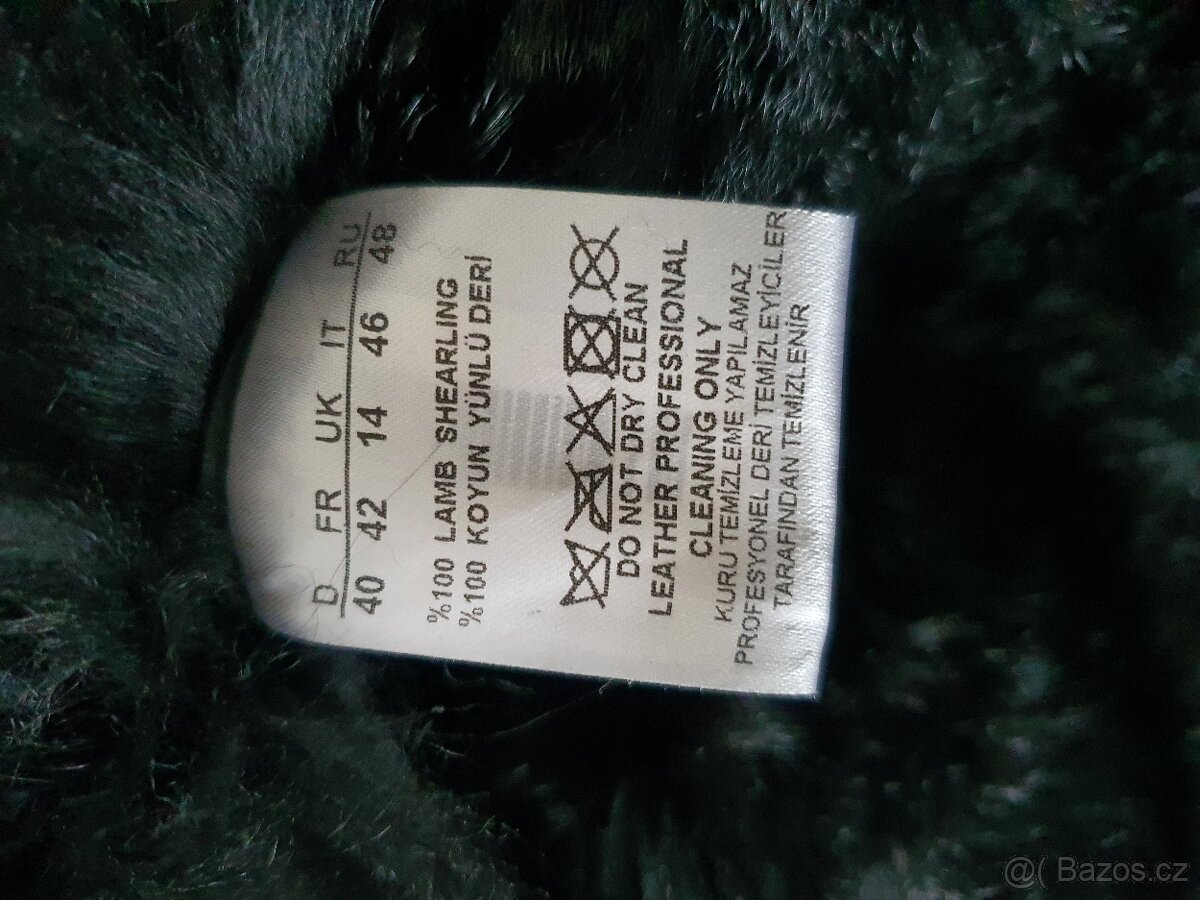 D FR UK IT RU
40 42 14 46 48
%100 LAMB SHEARLING
%100 KOYUN YÜNLÜ DERİ
DO NOT DRY CLEAN
LEATHER PROFESSIONAL
CLEANING ONLY
KURU TEMİZLEME YAPILAMAZ
PROFESYONEL DERİ TEMİZLEYİCİLER
TARAFINDAN TEMİZLENİR
@( Bazos.cz